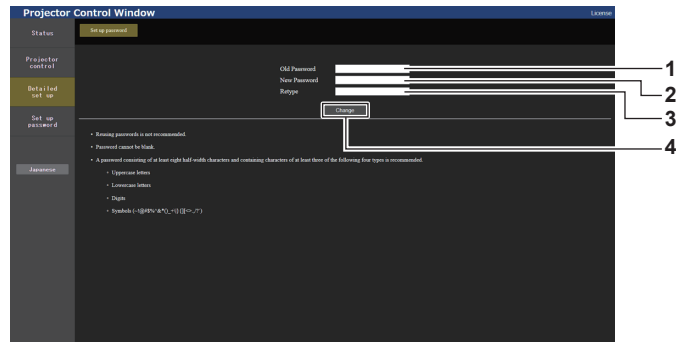 Projector Control Window
License
Status
Set up password
Projector
control
Detailed
set up
Set up
password
Japanese
Old Password
New Password
Retype
Change
1
2
3
4
• Reusing passwords is not recommended.
• Password cannot be blank.
• A password consisting of at least eight half-width characters and containing characters of at least three of the following four types is recommended.
• Uppercase letters
• Lowercase letters
• Digits
• Symbols